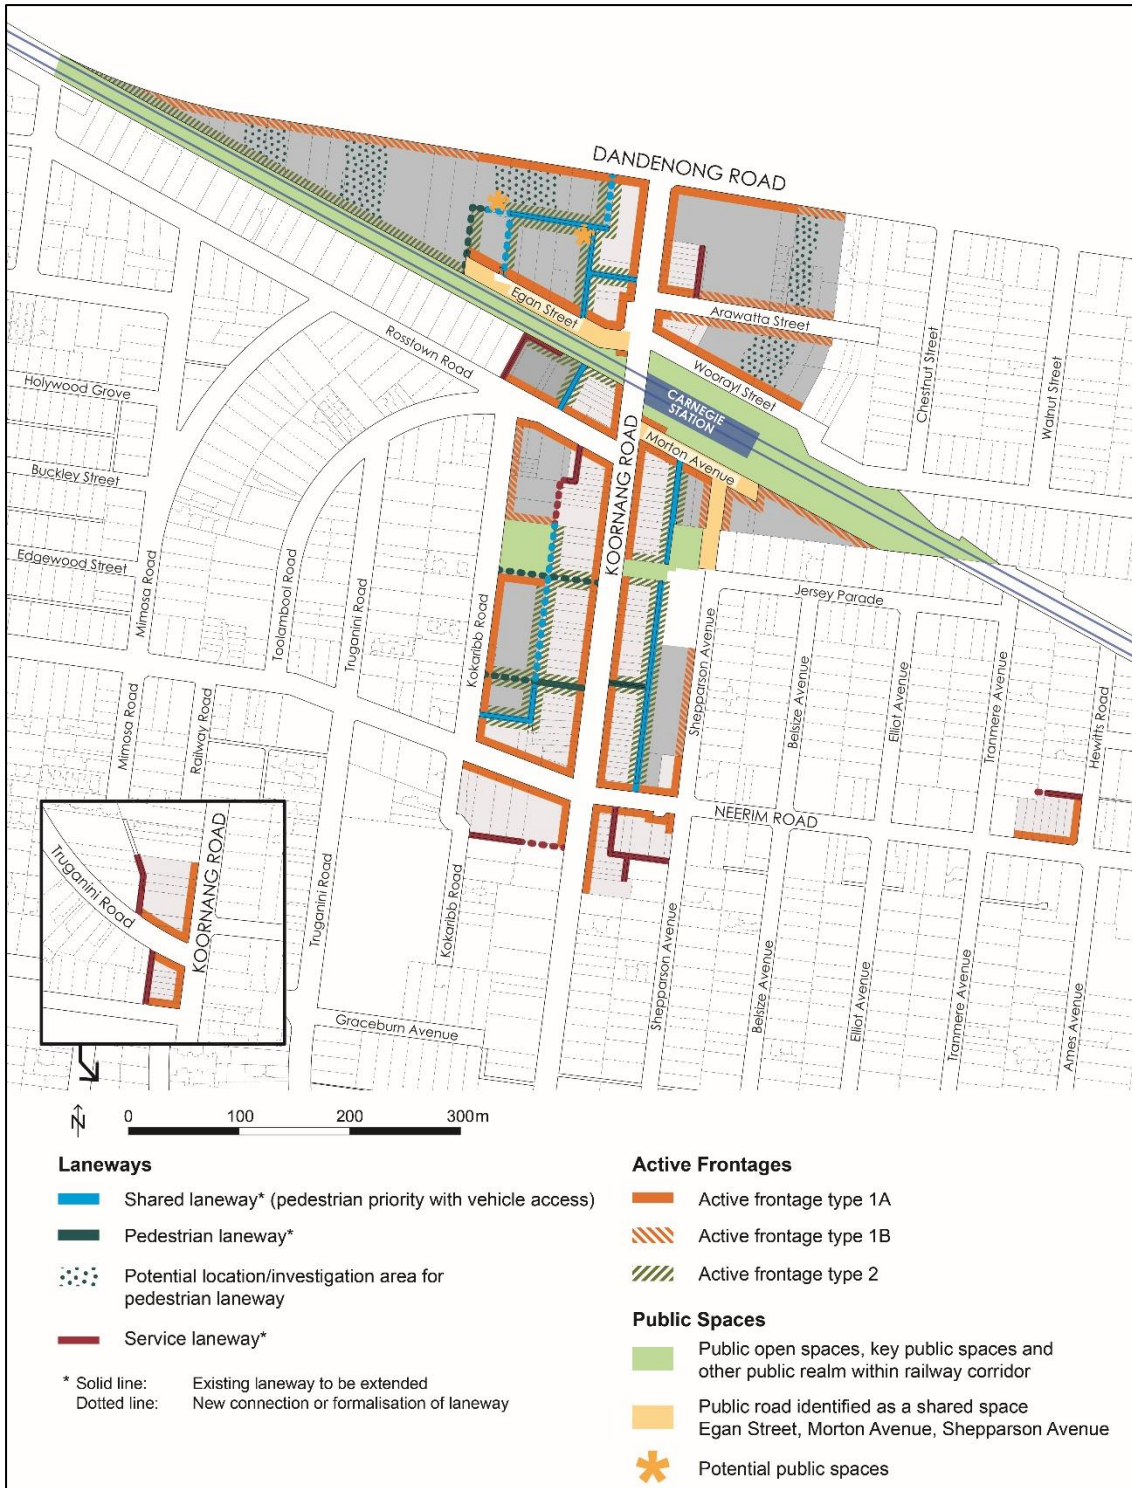 DANDENONG ROAD
Egan Street
Arawatta Street
Woorayl Street
Chestnut Street
Walnut Street
Rosstown Road
CARNEGIE
STATION
Morton Avenue
KOORNANG ROAD
Holywood Grove
Buckley Street
Edgewood Street
Mimosa Road
Toolambool Road
Truganini Road
Kokaribb Road
Jersey Parade
Shepparson Avenue
Belsize Avenue
Elliot Avenue
Tranmere Avenue
Hewitts Road
Mimosa Road
Railway Road
NEERIM ROAD
Truganini Road
KOORNANG ROAD
Truganini Road
Kokaribb Road
Shepparson Avenue
Belsize Avenue
Elliot Avenue
Tranmere Avenue
Ames Avenue
Graceburn Avenue
N
0 100 200 300m
Laneways
Shared laneway* (pedestrian priority with vehicle access)
Pedestrian laneway*
Potential location/investigation area for
pedestrian laneway
Service laneway*
* Solid line: Existing laneway to be extended
Dotted line: New connection or formalisation of laneway
Active Frontages
Active frontage type 1A
Active frontage type 1B
Active frontage type 2
Public Spaces
Public open spaces, key public spaces and
other public realm within railway corridor
Public road identified as a shared space
Egan Street, Morton Avenue, Shepparson Avenue
Potential public spaces